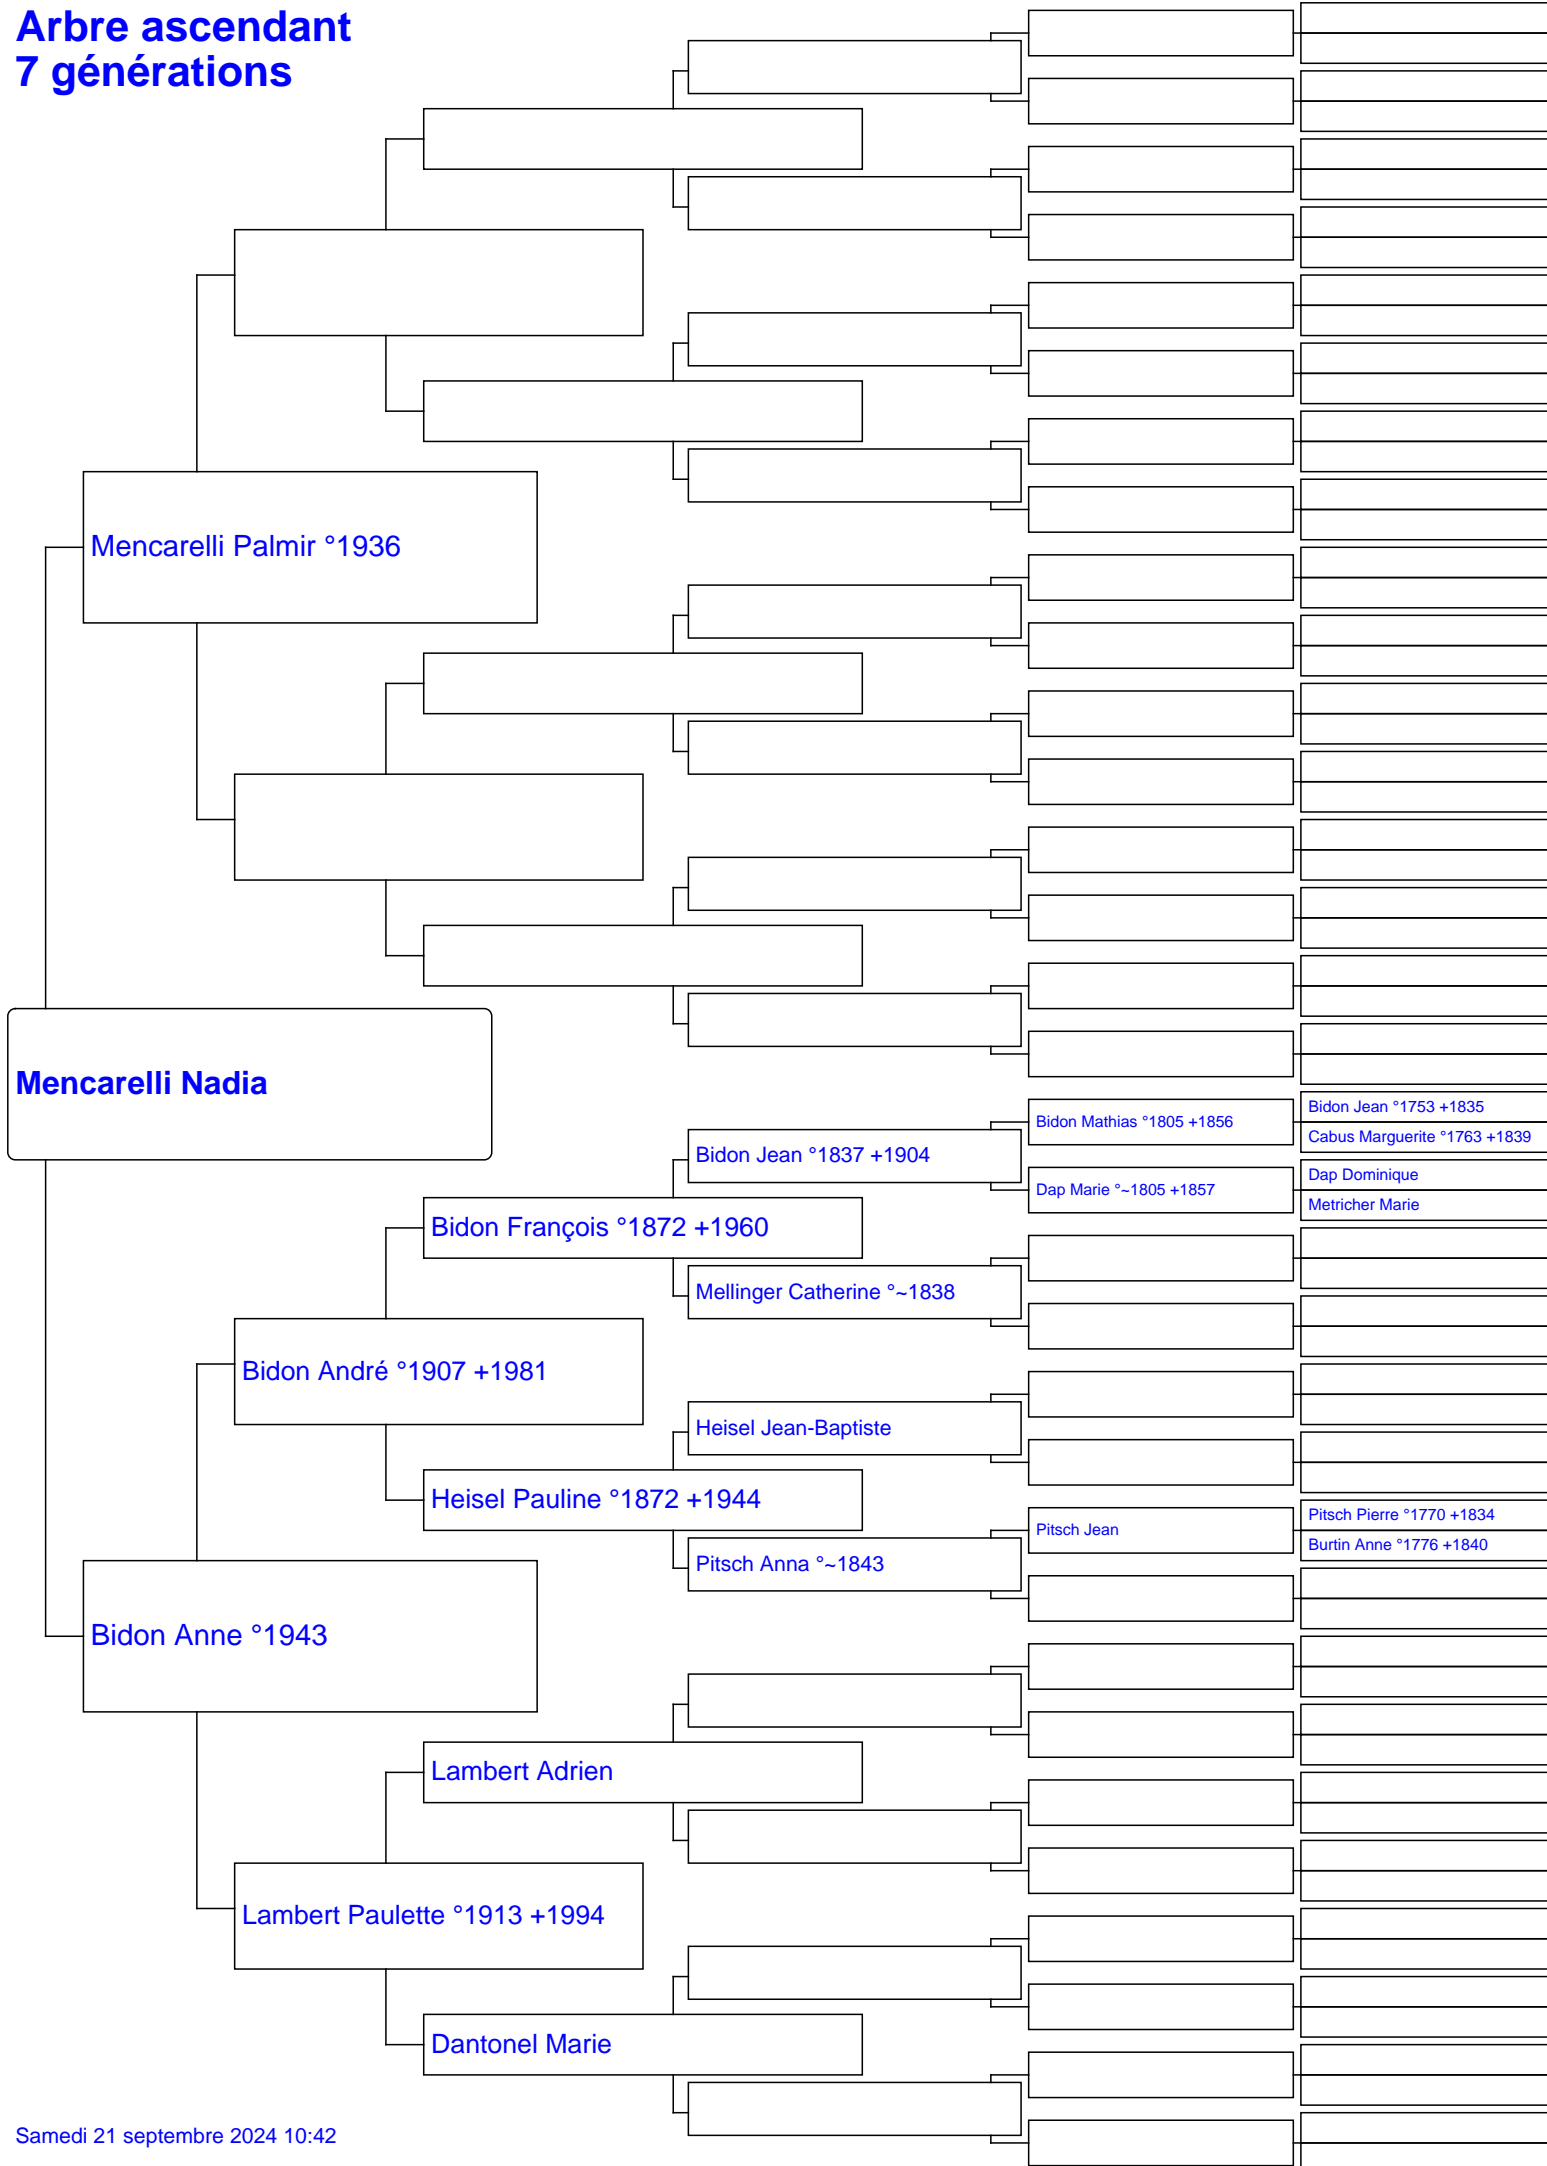 Arbre ascendant
7 générations
Mencarelli Palmir °1936
Mencarelli Nadia
Bidon Mathias °1805 +1856
Bidon Jean °1753 +1835
Cabus Marguerite °1763 +1839
Bidon Jean °1837 +1904
Dap Marie °~1805 +1857
Dap Dominique
Metricher Marie
Bidon François °1872 +1960
Mellinger Catherine °~1838
Bidon André °1907 +1981
Heisel Jean-Baptiste
Heisel Pauline °1872 +1944
Pitsch Jean
Pitsch Pierre °1770 +1834
Burtin Anne °1776 +1840
Pitsch Anna °~1843
Bidon Anne °1943
Lambert Adrien
Lambert Paulette °1913 +1994
Dantonel Marie
Samedi 21 septembre 2024 10:42